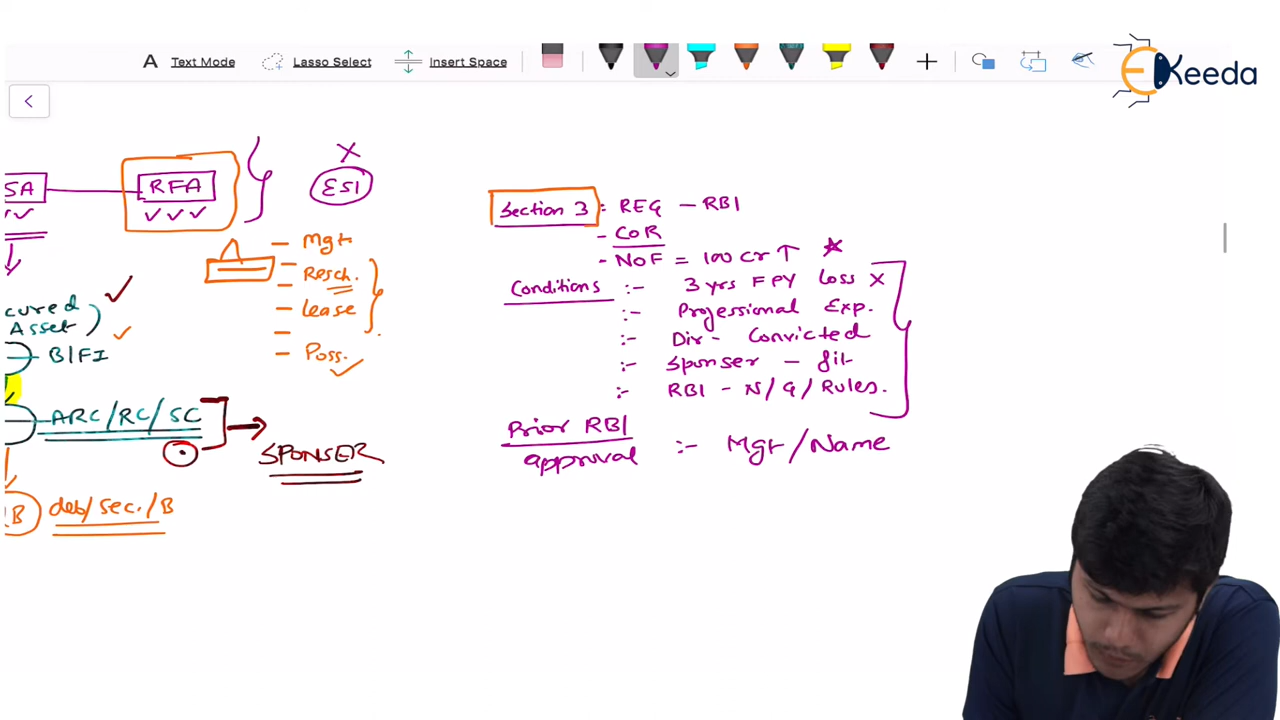 Text Mode
Lasso Select
Insert Space
Keeda
SA
RFA
X
ESI
- Mgt.
- Resch.
- Lease
- Poss.
cured
Asset
B/FI
ARC/RC/SC
SPONSER
B
deb/sec./B
Section 3 : REG - RBI
- CoR
- NoF = 100 Cr ↑
Conditions :- 3 yrs FPY Loss X
:- Professional Exp.
:- Dir - Convicted
:- Sponser - fit
:- RBI - N/G/Rules.
Prior RBI
approval :- Mgt/Name